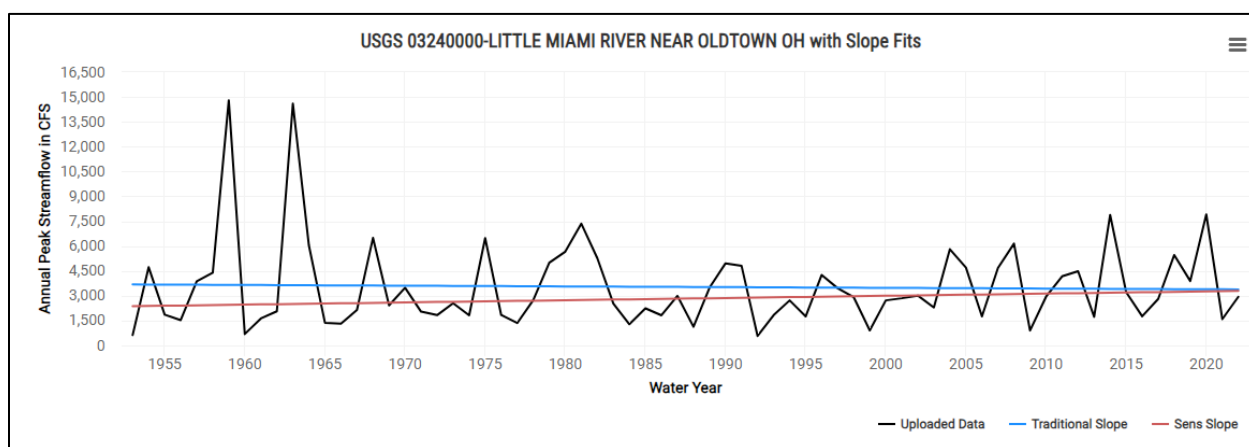 USGS 03240000-LITTLE MIAMI RIVER NEAR OLDTOWN OH with Slope Fits
Annual Peak Streamflow in CFS
16,500
15,000
13,500
12,000
10,500
9,000
7,500
6,000
4,500
3,000
1,500
0
1955 1960 1965 1970 1975 1980 1985 1990 1995 2000 2005 2010 2015 2020
Water Year
Uploaded Data Traditional Slope Sens Slope